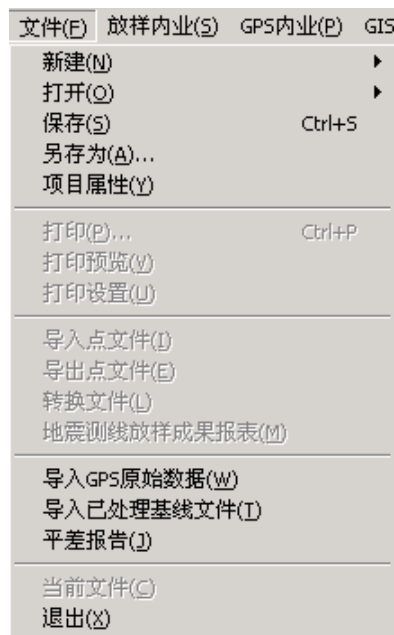 文件(F) 放样内业(S) GPS内业(P) GIS
新建(N)
打开(O)
保存(S) Ctrl+S
另存为(A)...
项目属性(Y)
打印(P)... Ctrl+P
打印预览(V)
打印设置(U)
导入点文件(I)
导出点文件(E)
转换文件(L)
地震测线放样成果报表(M)
导入GPS原始数据(W)
导入已处理基线文件(T)
平差报告(J)
当前文件(C)
退出(X)